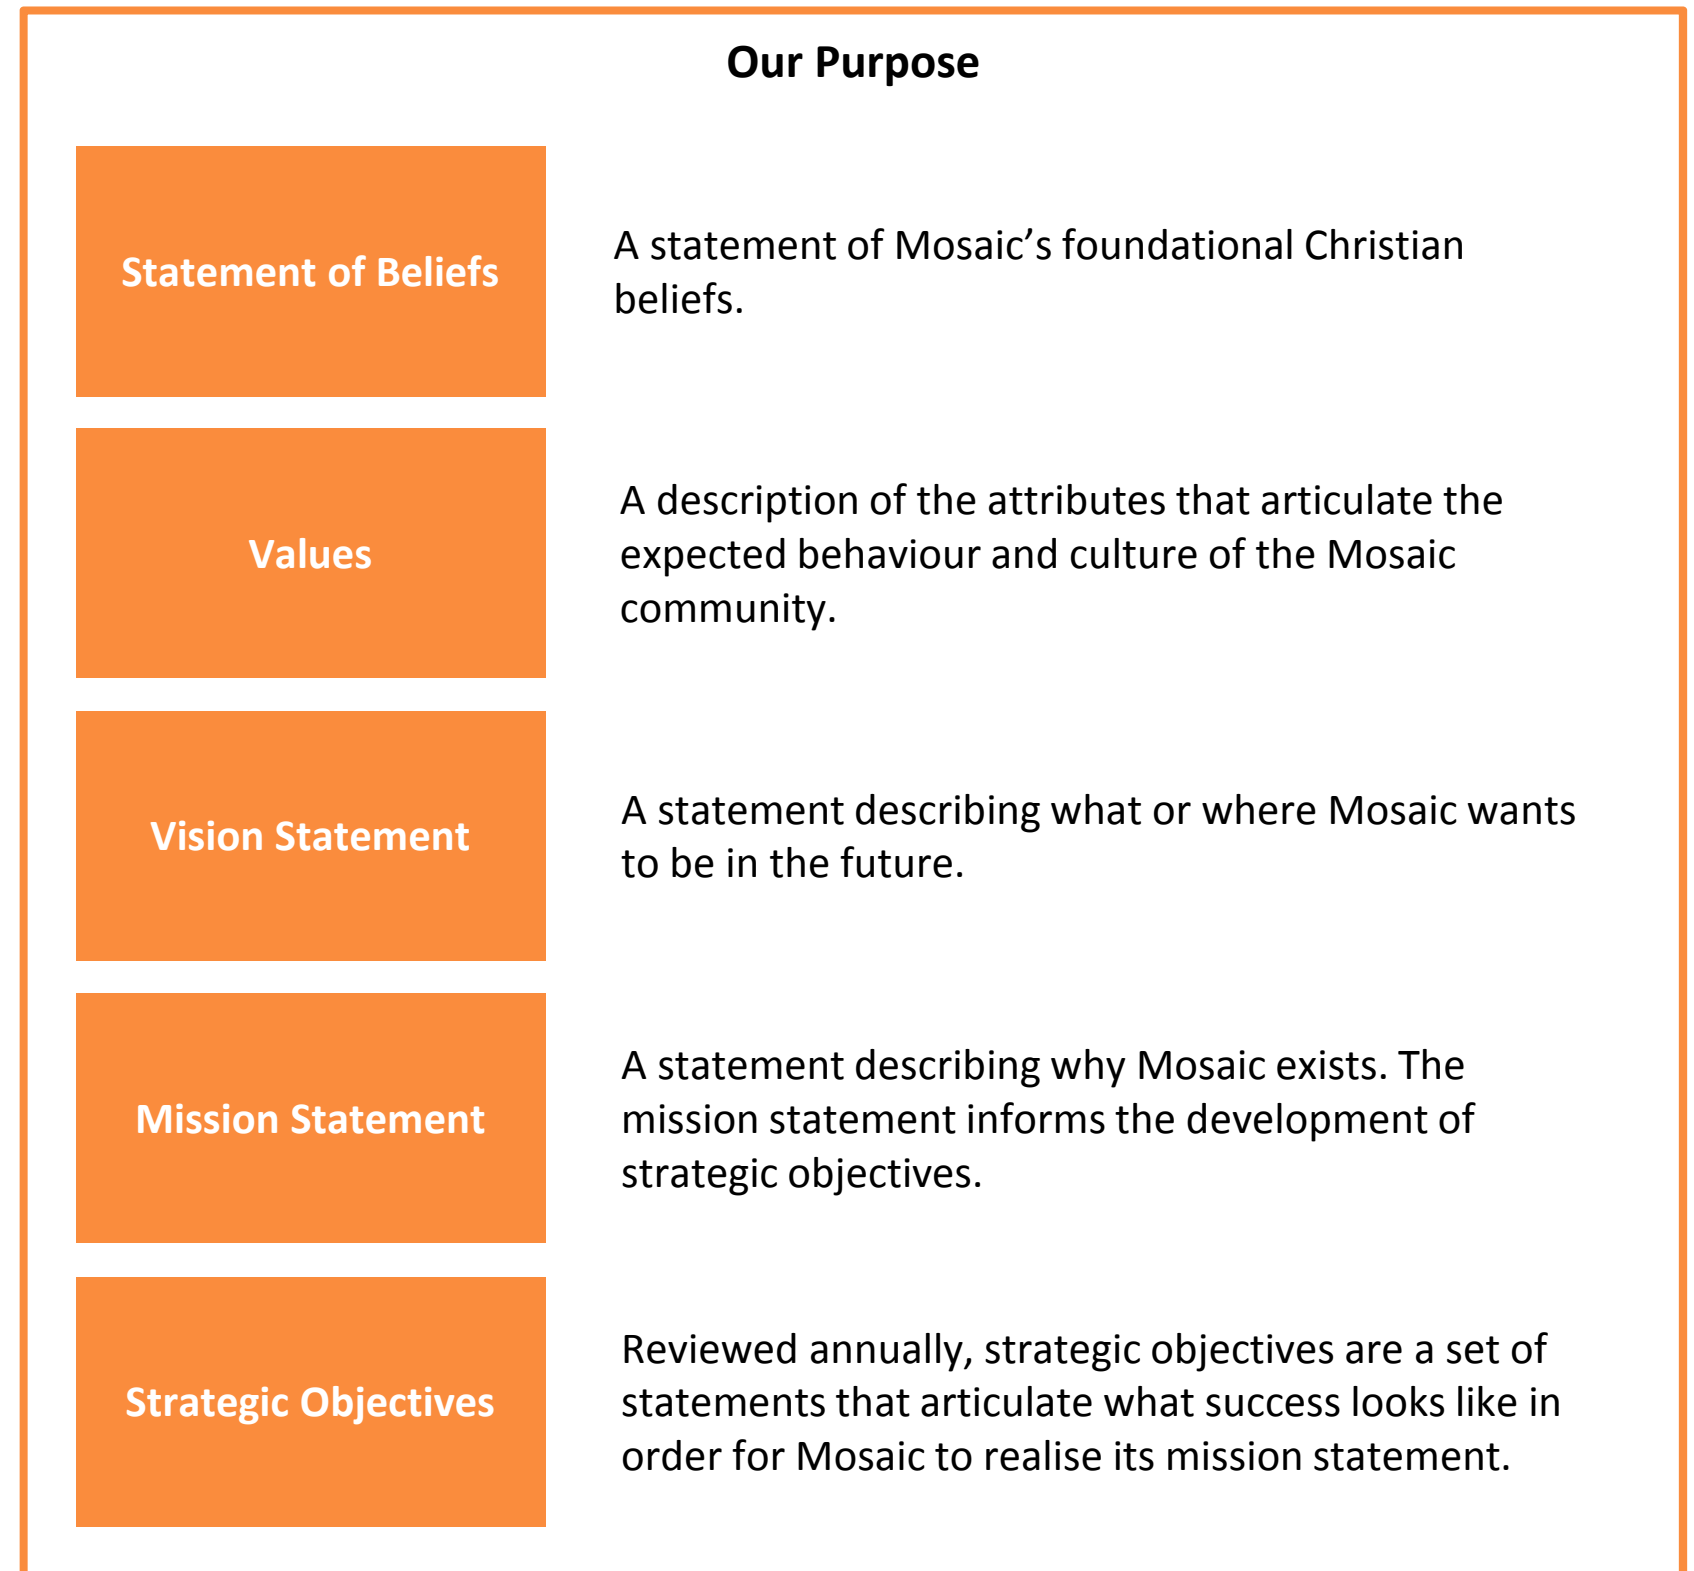 Our Purpose
Statement of Beliefs
A statement of Mosaic’s foundational Christian
beliefs.
Values
A description of the attributes that articulate the
expected behaviour and culture of the Mosaic
community.
Vision Statement
A statement describing what or where Mosaic wants
to be in the future.
Mission Statement
A statement describing why Mosaic exists. The
mission statement informs the development of
strategic objectives.
Strategic Objectives
Reviewed annually, strategic objectives are a set of
statements that articulate what success looks like in
order for Mosaic to realise its mission statement.